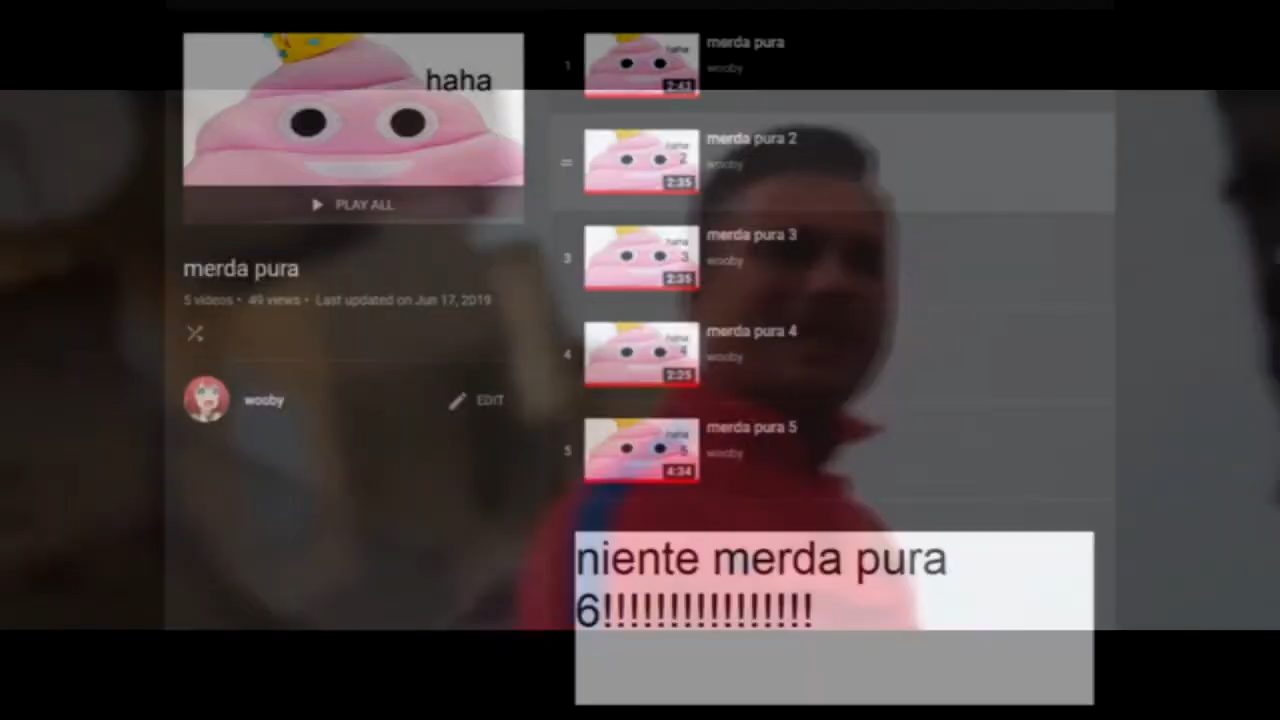 haha
PLAY ALL
merda pura
5 videos • 49 views • Last updated on Jun 17, 2019
wooby
EDIT
1
haha
2:43
merda pura
wooby
=
haha
2
2:35
merda pura 2
wooby
3
haha
3
2:35
merda pura 3
wooby
4
haha
4
2:25
merda pura 4
wooby
5
haha
5
4:34
merda pura 5
wooby
niente merda pura
6!!!!!!!!!!!!!!!!